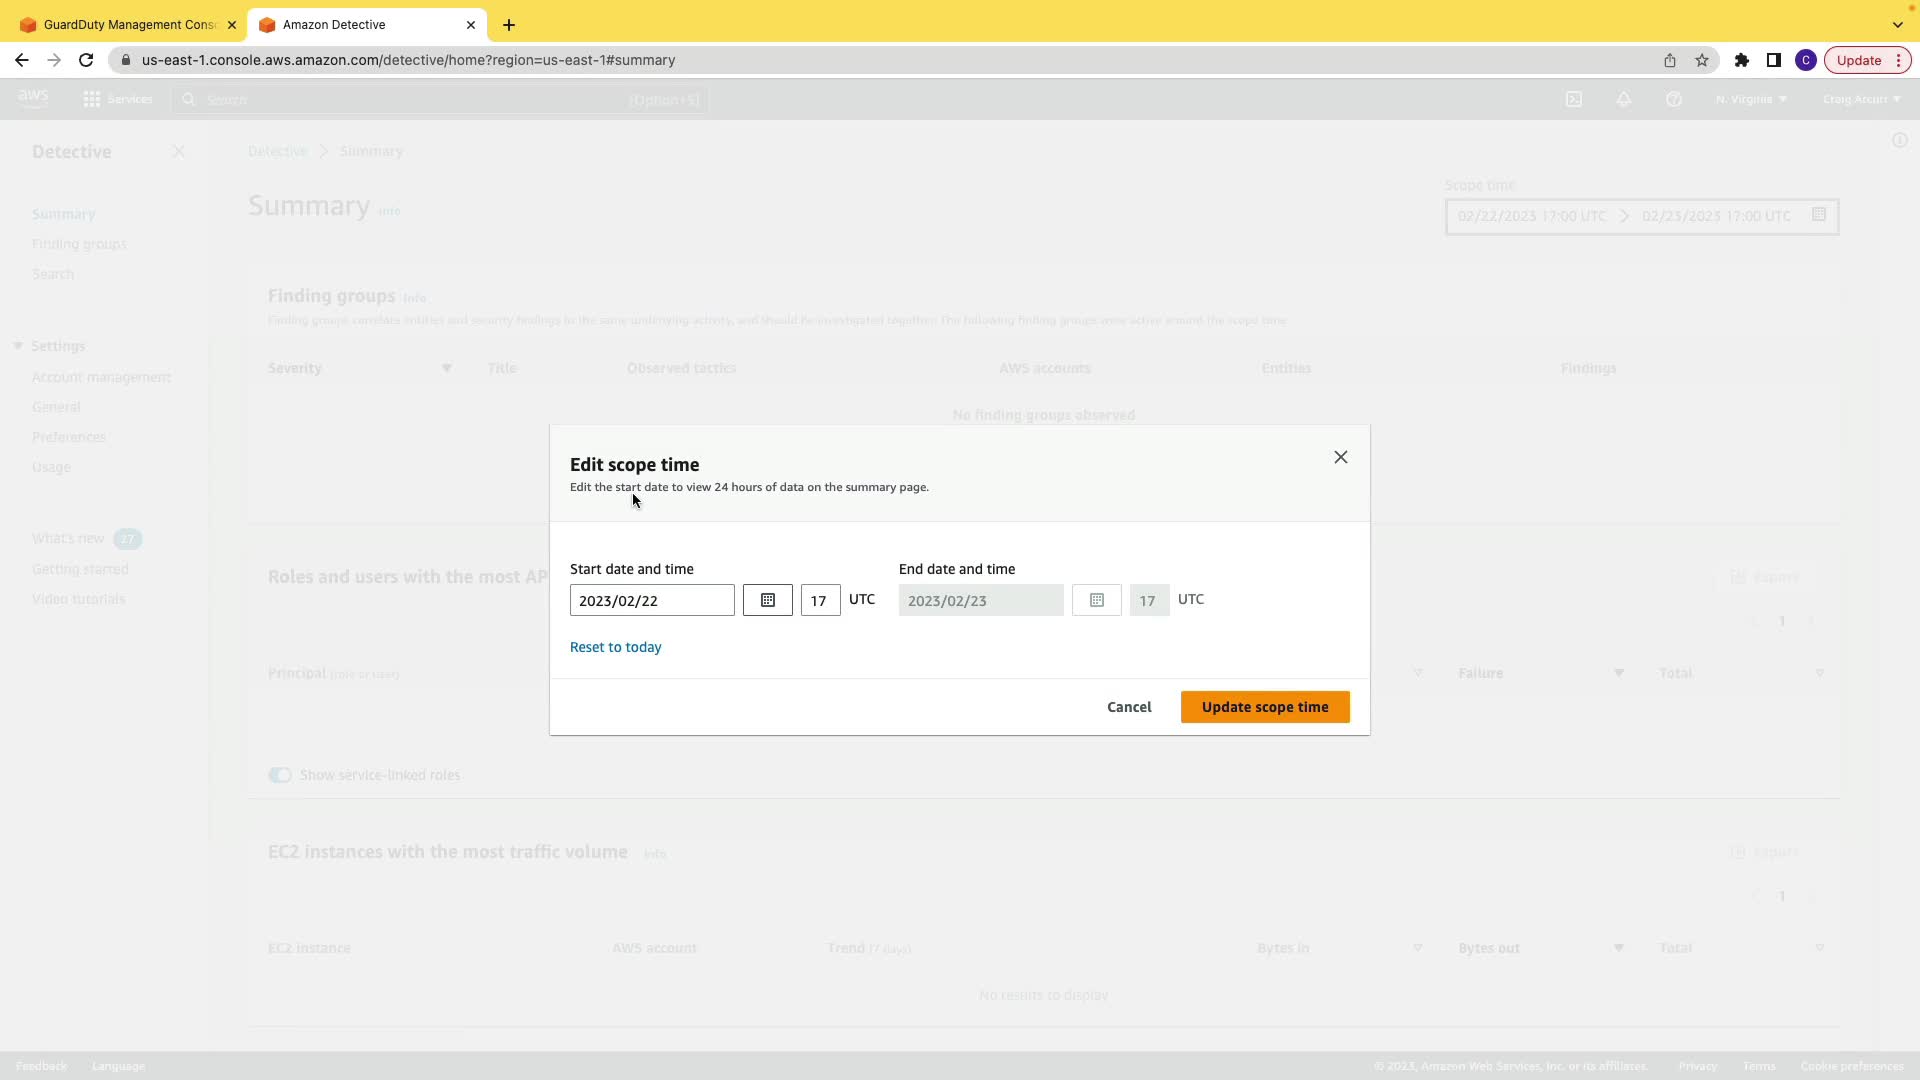 GuardDuty Management Conso
Amazon Detective
us-east-1.console.aws.amazon.com/detective/home?region=us-east-1#summary
C
Update
aws
Services
Search
[Option+S]
N. Virginia
Craig Arcuri
Detective
Detective
Summary
Summary
Finding groups
Search
Settings
Account management
General
Preferences
Usage
What's new 27
Getting started
Video tutorials
Summary Info
Scope time
02/22/2023 17:00 UTC > 02/23/2023 17:00 UTC
Finding groups Info
Finding groups correlate entities and security findings to the same underlying activity, and should be investigated together. The following finding groups were active around the scope time.
Severity Title Observed tactics AWS accounts Entities Findings
No finding groups observed
Edit scope time
Edit the start date to view 24 hours of data on the summary page.
Start date and time
2023/02/22
17
UTC
End date and time
2023/02/23
17
UTC
Reset to today
Cancel
Update scope time
Roles and users with the most AP
Export
1
Principal (role or user)
Failure
Total
Show service-linked roles
EC2 instances with the most traffic volume Info
Export
1
EC2 instance AWS account Trend (7 days) Bytes in Bytes out Total
No results to display
Feedback Language
© 2023, Amazon Web Services, Inc. or its affiliates. Privacy Terms Cookie preferences